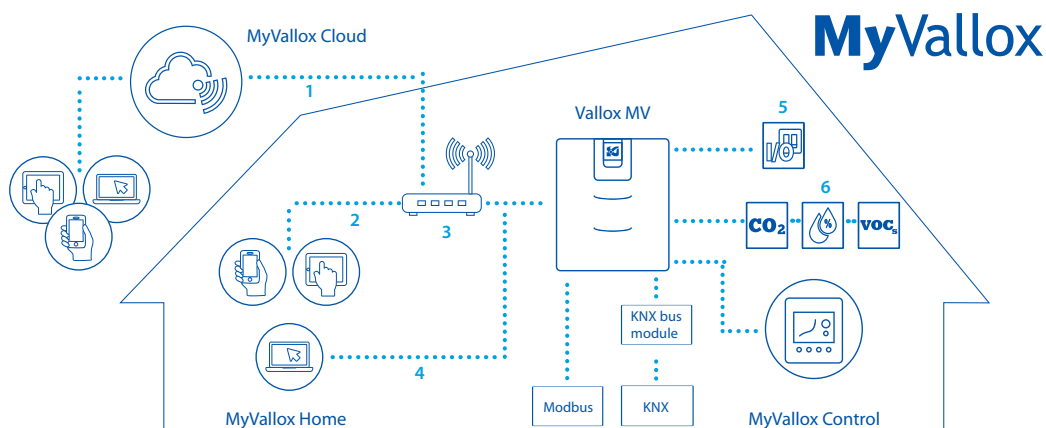 MyVallox
MyVallox Cloud
1
Vallox MV
5
6
2
3
CO₂
%
VOCs
I/0
KNX bus
module
4
Modbus
KNX
MyVallox Home
MyVallox Control